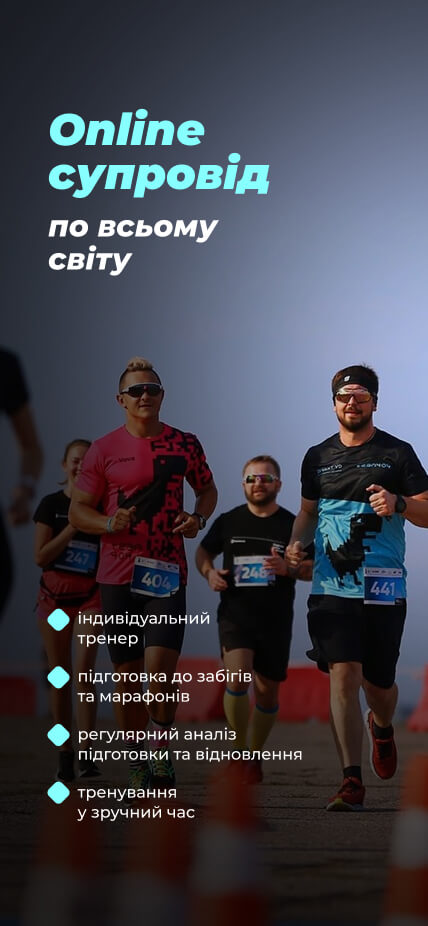 Online
супровід
по всьому
світу
247
404
246
441
індивідуальний
тренер
підготовка до забігів
та марафонів
регулярний аналіз
підготовки та відновлення
тренування
у зручний час